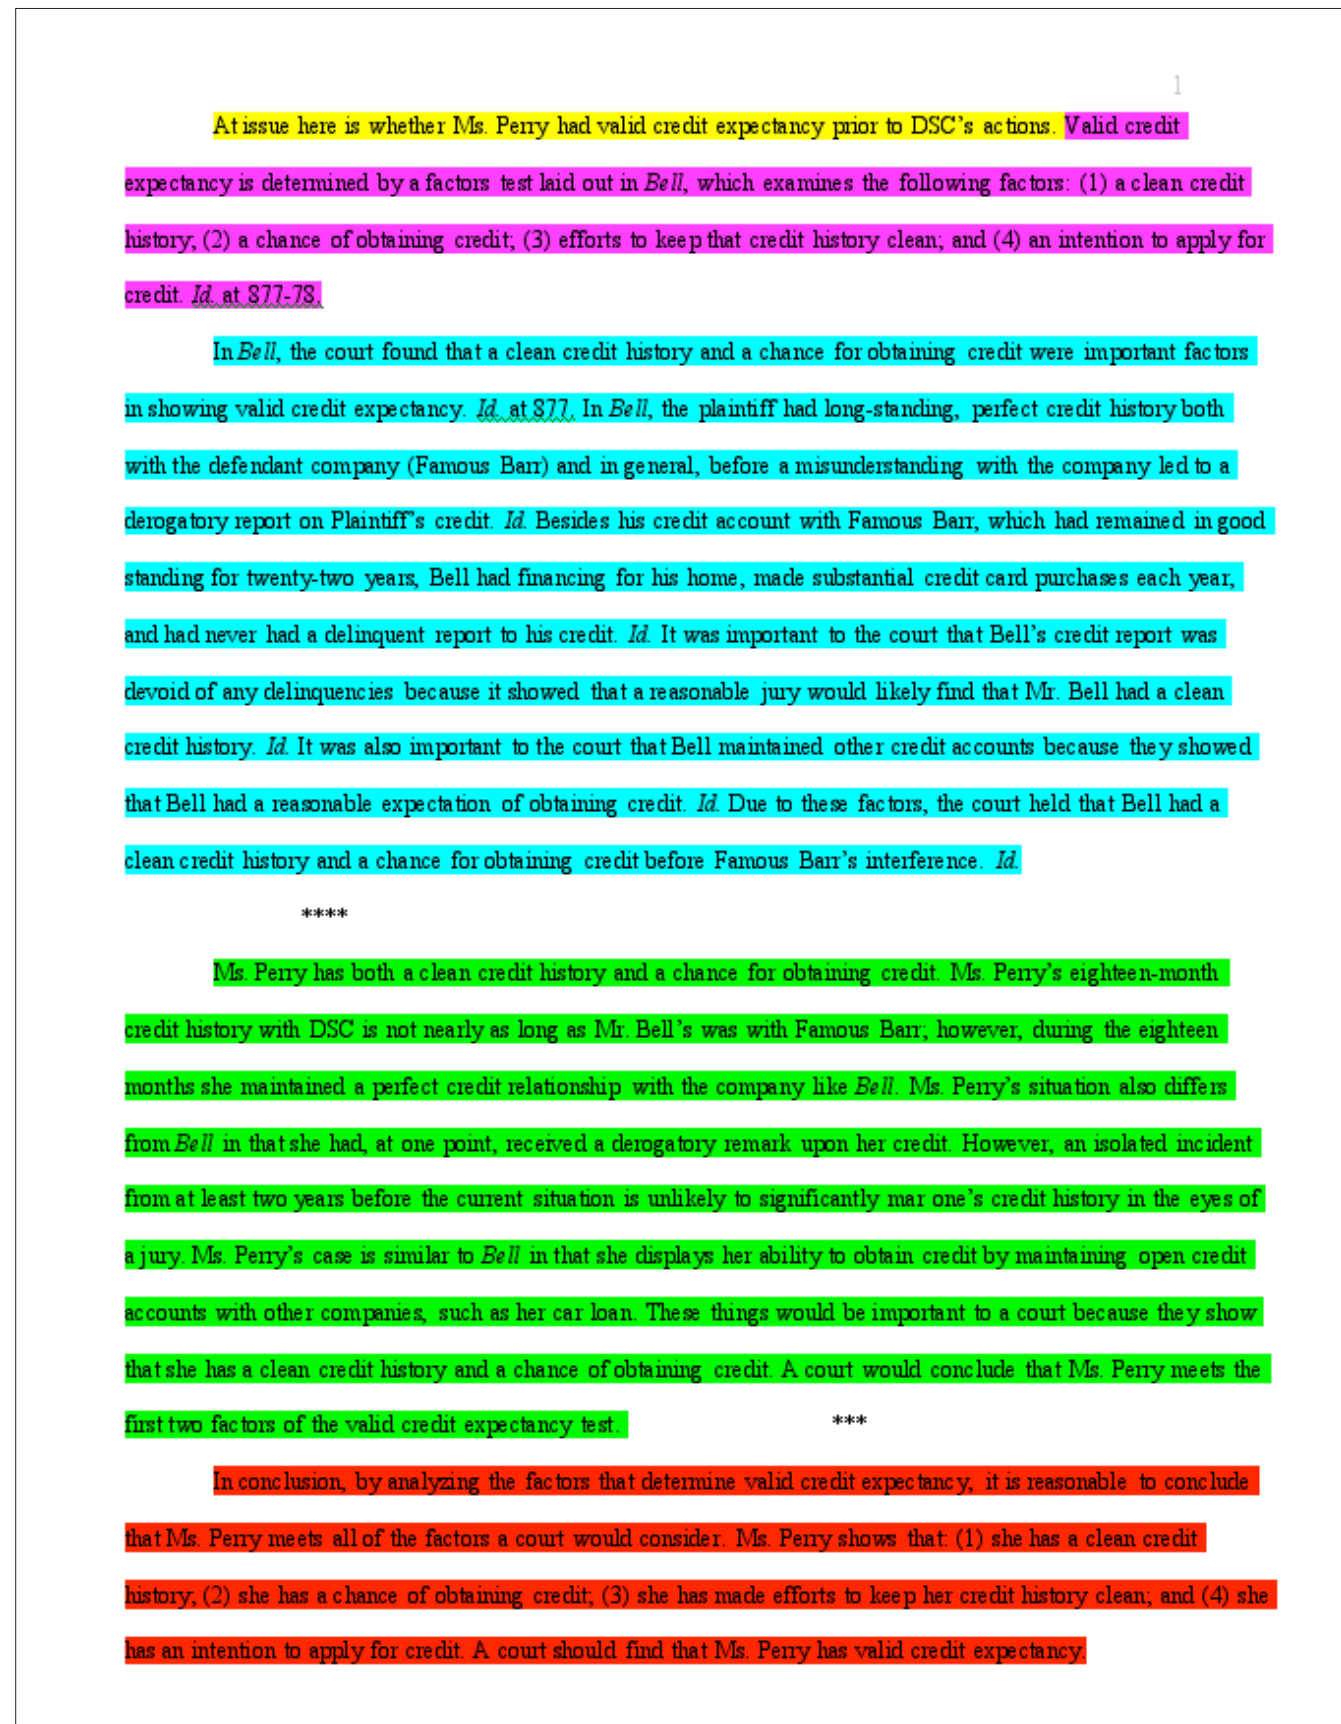 1
At issue here is whether Ms. Perry had valid credit expectancy prior to DSC’s actions. Valid credit
expectancy is determined by a factors test laid out in Bell, which examines the following factors: (1) a clean credit
history; (2) a chance of obtaining credit; (3) efforts to keep that credit history clean; and (4) an intention to apply for
credit. Id. at 877-78.
In Bell, the court found that a clean credit history and a chance for obtaining credit were important factors
in showing valid credit expectancy. Id. at 877. In Bell, the plaintiff had long-standing, perfect credit history both
with the defendant company (Famous Barr) and in general, before a misunderstanding with the company led to a
derogatory report on Plaintiff’s credit. Id. Besides his credit account with Famous Barr, which had remained in good
standing for twenty-two years, Bell had financing for his home, made substantial credit card purchases each year,
and had never had a delinquent report to his credit. Id. It was important to the court that Bell’s credit report was
devoid of any delinquencies because it showed that a reasonable jury would likely find that Mr. Bell had a clean
credit history. Id. It was also important to the court that Bell maintained other credit accounts because they showed
that Bell had a reasonable expectation of obtaining credit. Id. Due to these factors, the court held that Bell had a
clean credit history and a chance for obtaining credit before Famous Barr’s interference. Id.
****
Ms. Perry has both a clean credit history and a chance for obtaining credit. Ms. Perry’s eighteen-month
credit history with DSC is not nearly as long as Mr. Bell’s was with Famous Barr; however, during the eighteen
months she maintained a perfect credit relationship with the company like Bell. Ms. Perry’s situation also differs
from Bell in that she had, at one point, received a derogatory remark upon her credit. However, an isolated incident
from at least two years before the current situation is unlikely to significantly mar one’s credit history in the eyes of
a jury. Ms. Perry’s case is similar to Bell in that she displays her ability to obtain credit by maintaining open credit
accounts with other companies, such as her car loan. These things would be important to a court because they show
that she has a clean credit history and a chance of obtaining credit. A court would conclude that Ms. Perry meets the
first two factors of the valid credit expectancy test. ***
In conclusion, by analyzing the factors that determine valid credit expectancy, it is reasonable to conclude
that Ms. Perry meets all of the factors a court would consider. Ms. Perry shows that: (1) she has a clean credit
history; (2) she has a chance of obtaining credit; (3) she has made efforts to keep her credit history clean; and (4) she
has an intention to apply for credit. A court should find that Ms. Perry has valid credit expectancy.